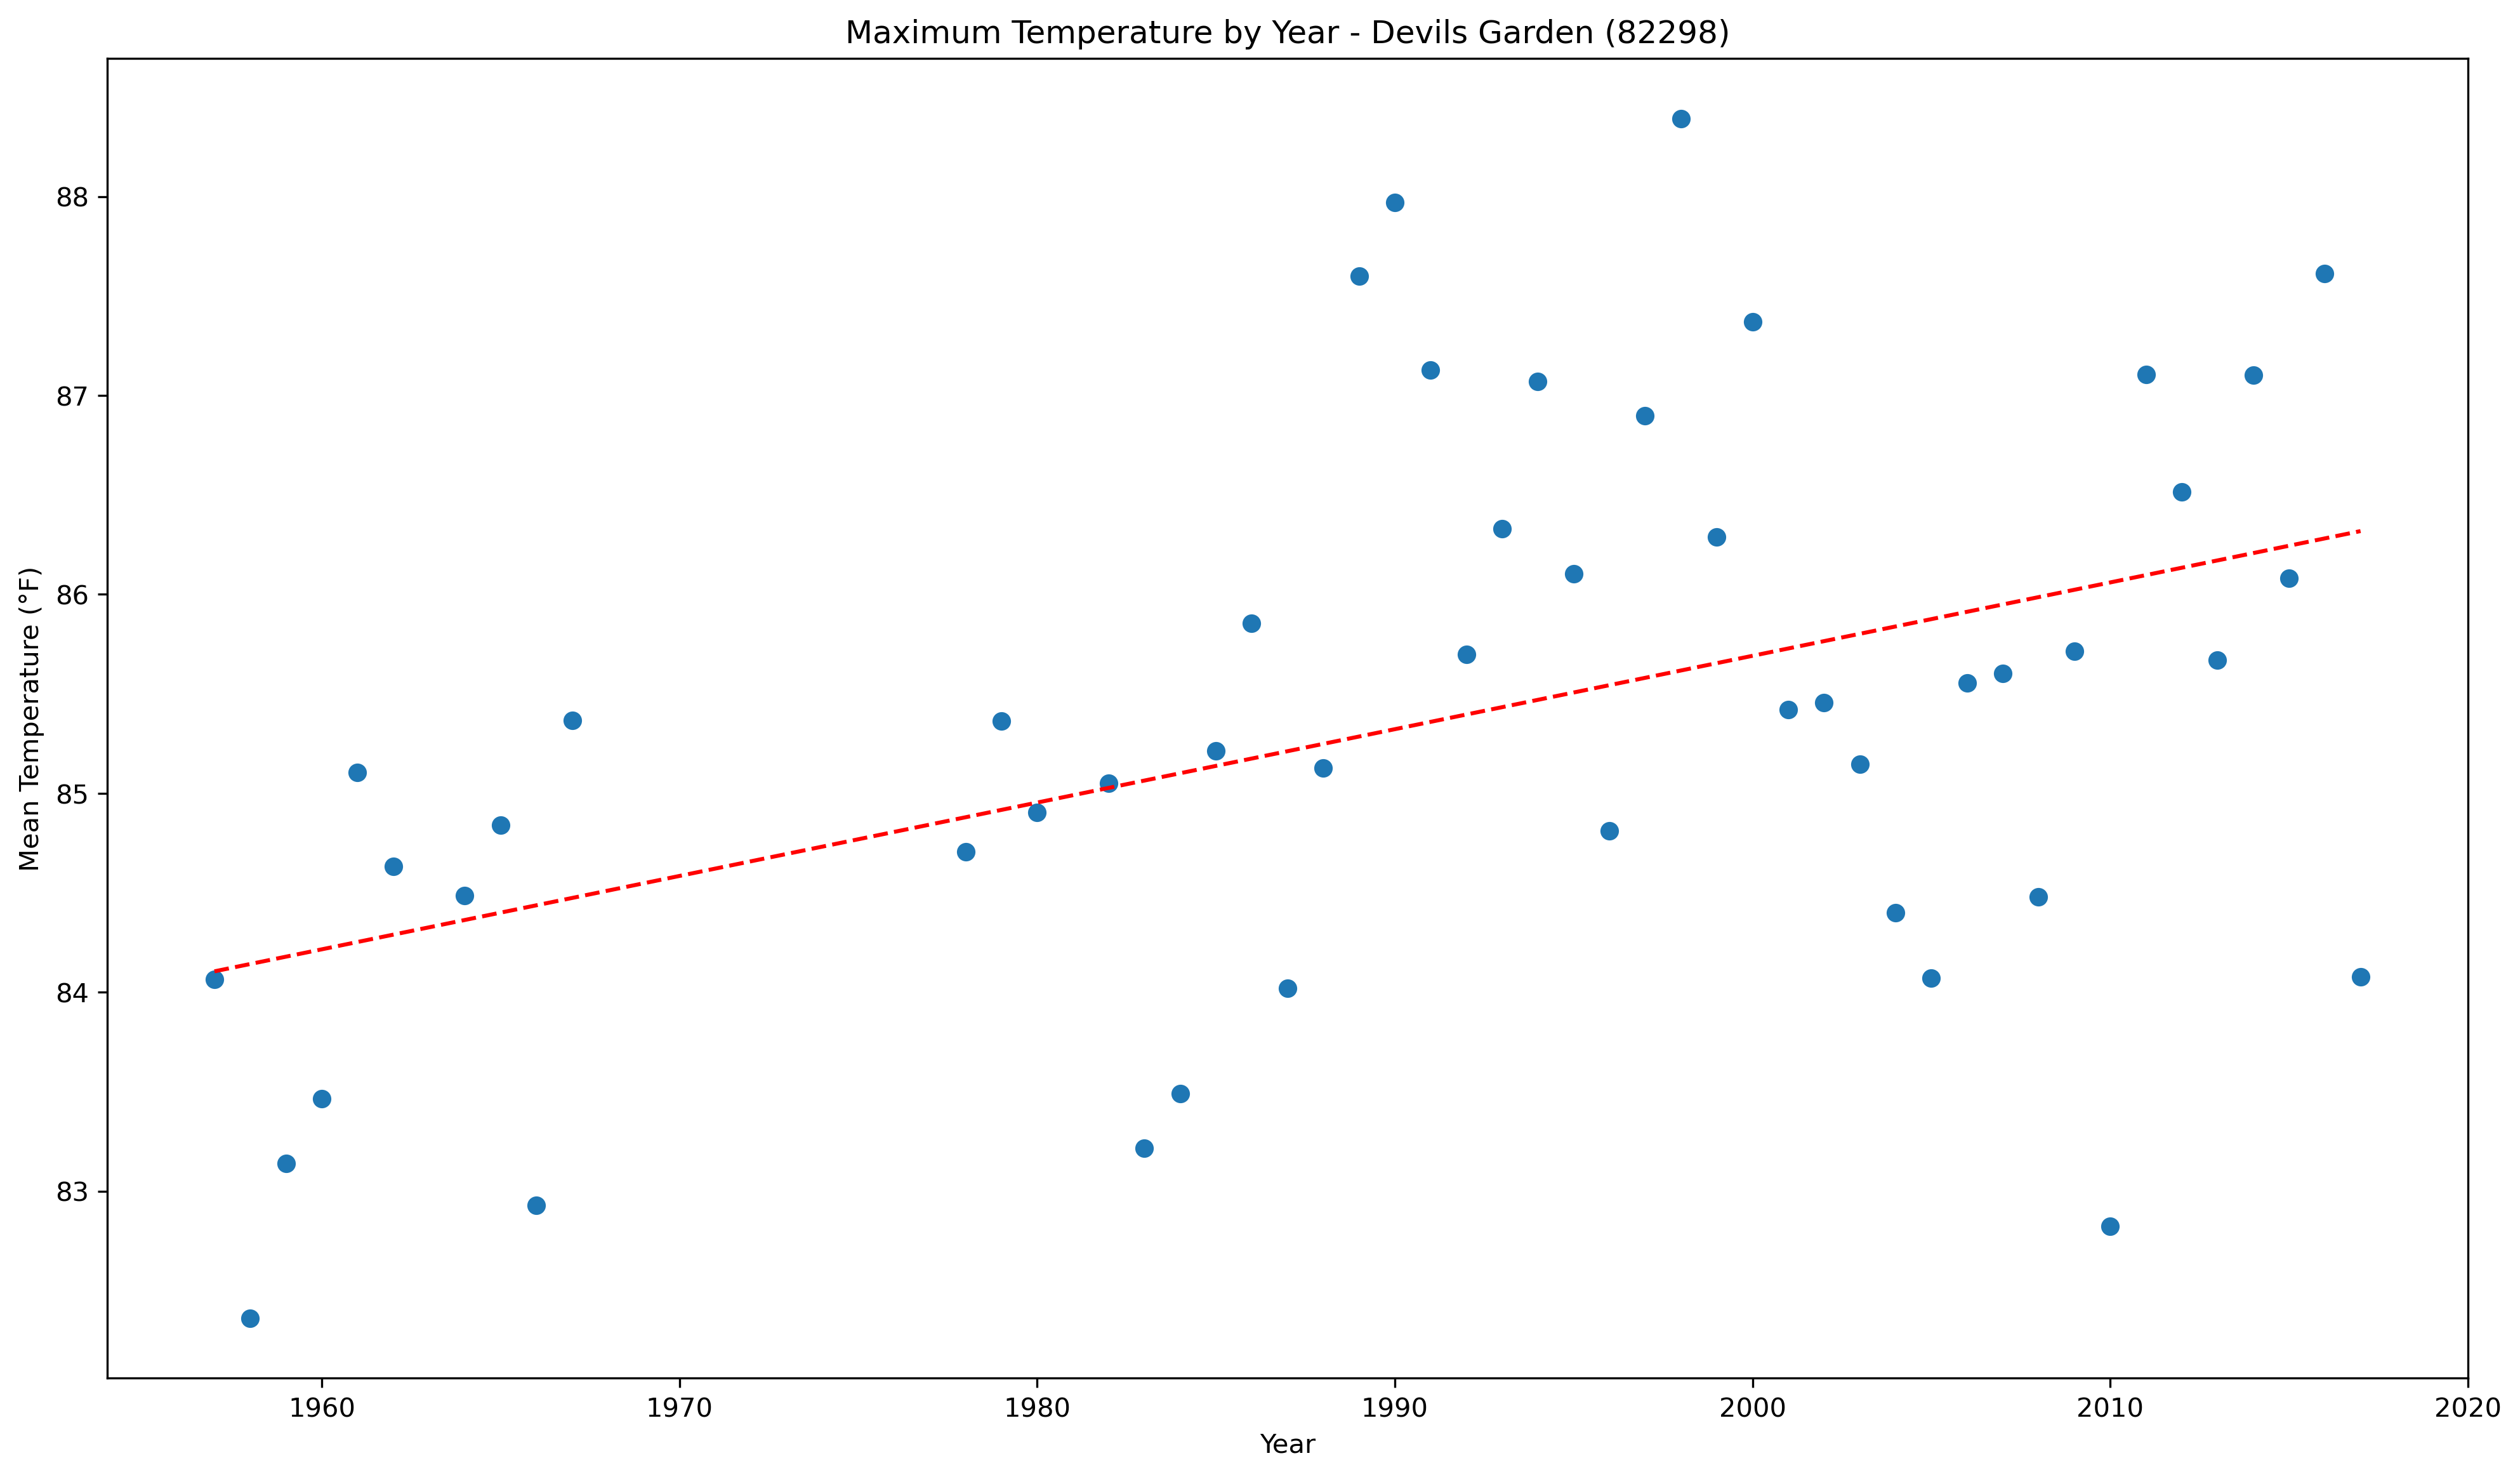 Maximum Temperature by Year - Devils Garden (82298)
Mean Temperature (°F)
88
87
86
85
84
83
1960 1970 1980 1990 2000 2010 2020
Year